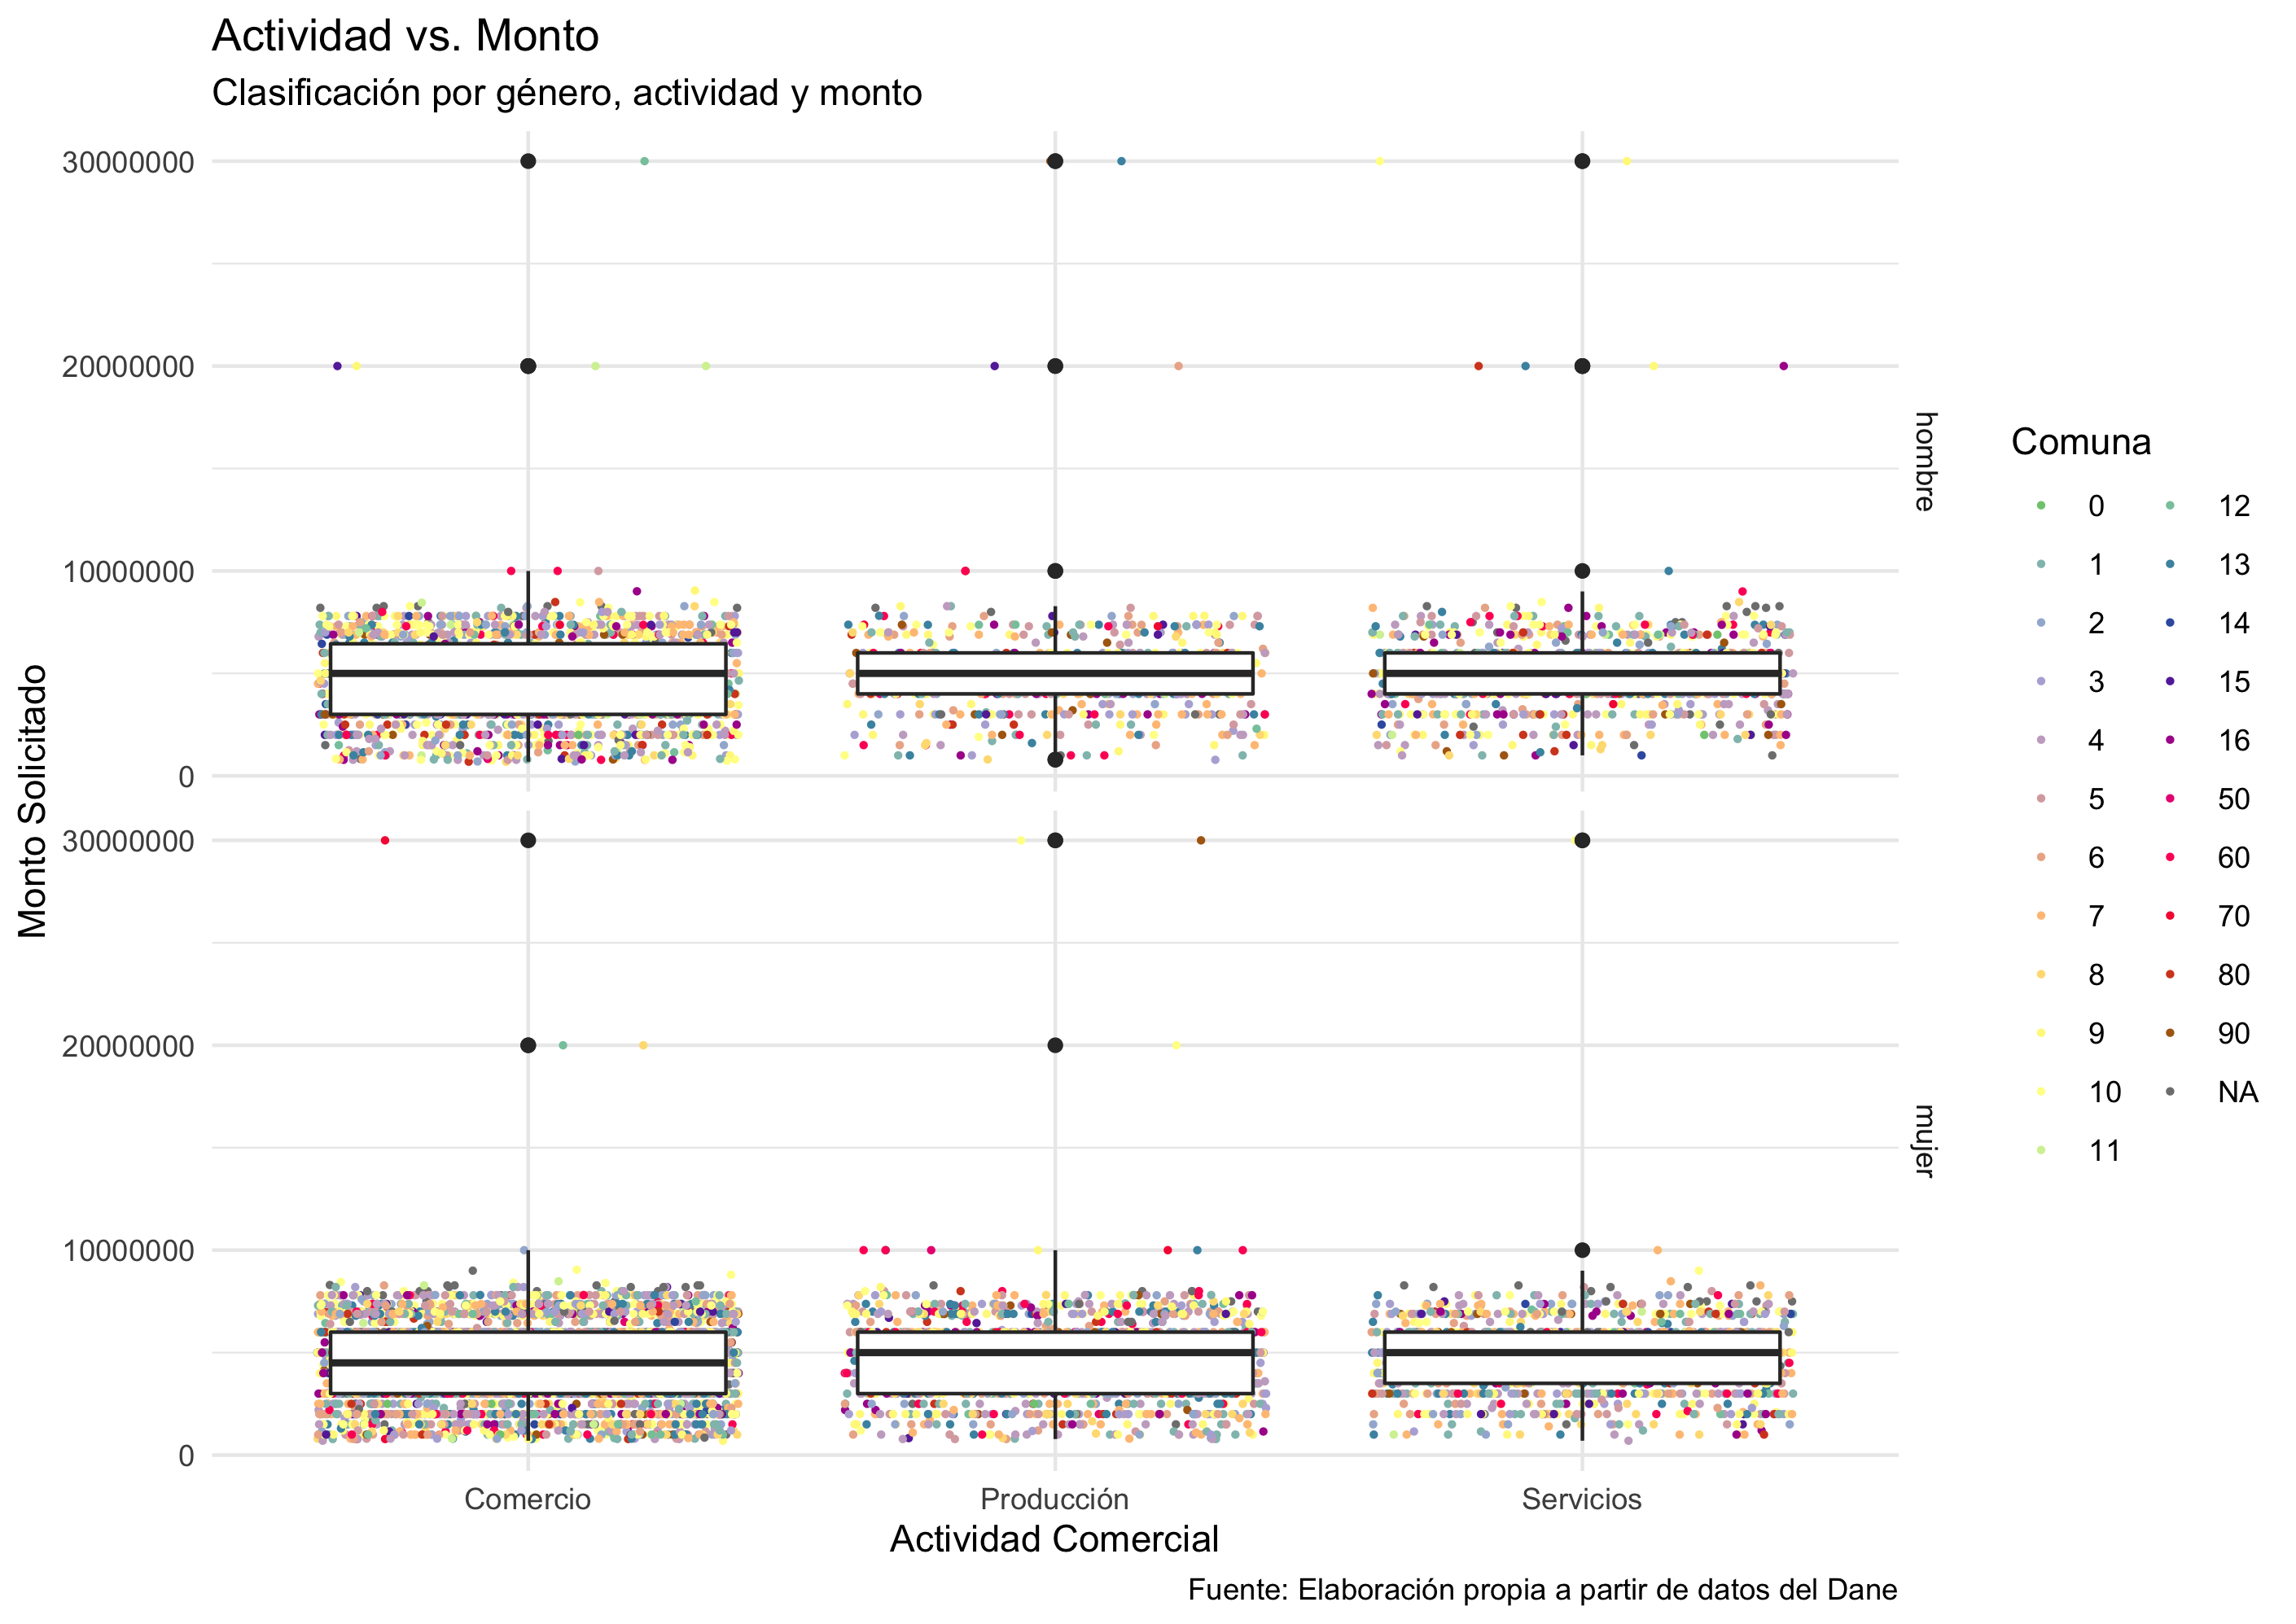 Actividad vs. Monto
Clasificación por género, actividad y monto
Monto Solicitado
30000000
20000000
10000000
0
hombre
30000000
20000000
10000000
0
mujer
Comercio
Producción
Servicios
Actividad Comercial
Fuente: Elaboración propia a partir de datos del Dane
Comuna
0
1
2
3
4
5
6
7
8
9
10
11
12
13
14
15
16
50
60
70
80
90
NA